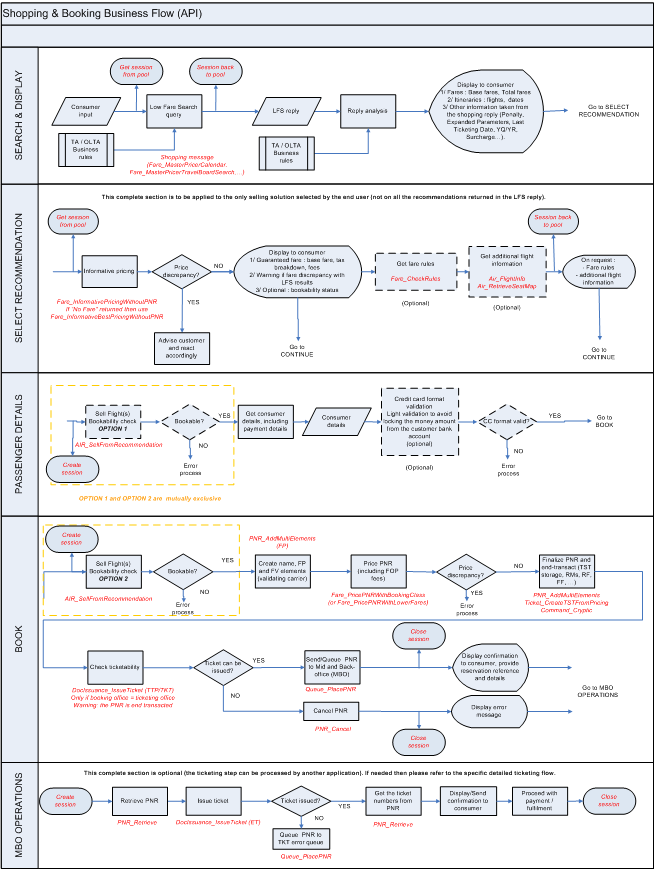 Shopping & Booking Business Flow (API)
SEARCH & DISPLAY
Get session
from pool
Session back
to pool
Consumer
input
Low Fare Search
query
LFS reply
Reply analysis
Display to consumer
1/ Fares : Base fares, Total fares
2/ Itineraries : flights, dates
3/ Other information taken from
the shopping reply (Penalty,
Expanded Parameters, Last
Ticketing Date, YQ/YR,
Surcharge…).
Go to SELECT
RECOMMENDATION
TA / OLTA
Business
rules
Shopping message
(Fare_MasterPricerCalendar,
Fare_MasterPricerTravelBoardSearch…)
TA / OLTA
Business
rules
SELECT RECOMMENDATION
This complete section is to be applied to the only selling solution selected by the end user (not on all the recommendations returned in the LFS reply).
Get session
from pool
Session back
to pool
Informative pricing
Price
discrepancy?
NO
YES
Display to consumer
1/ Guaranteed fare : base fare, tax
breakdown, fees
2/ Warning if fare discrepancy with
LFS results
3/ Optional : bookability status
Get fare rules
Fare_CheckRules
(Optional)
Get additional flight
information
Air_FlightInfo
Air_RetrieveSeatMap
(Optional)
On request :
- Fare rules
- additional flight
information
Fare_InformativePricingWithoutPNR
If "No Fare" returned then use
Fare_InformativeBestPricingWithoutPNR
Advise customer
and react
accordingly
Go to
CONTINUE
Go to
CONTINUE
PASSENGER DETAILS
Sell Flight(s)
Bookability check
OPTION 1
AIR_SellFromRecommendation
Create
session
Bookable?
YES
NO
Error
process
Get consumer
details, including
payment details
Consumer
details
Credit card format
validation
Light validation to avoid
locking the money amount
from the customer bank
account
(optional)
(Optional)
CC format valid?
YES
NO
Error
process
Go to
BOOK
OPTION 1 and OPTION 2 are mutually exclusive.
BOOK
Create
session
Sell Flight(s)
Bookability check
OPTION 2
AIR_SellFromRecommendation
Bookable?
YES
NO
Error
process
PNR_AddMultiElements
(FP)
Create name, FP
and FV elements
(validating carrier)
Price PNR
(including FOP
fees)
Fare_PricePNRWithBookingClass
(or Fare_PricePNRWithLowerFares)
Price
discrepancy?
NO
YES
Error
process
Finalize PNR and
end-transact (TST
storage, RMs, RF,
FF, …)
PNR_AddMultiElements
Ticket_CreateTSTFromPricing
Command_Cryptic
Check ticketability
DocIssuance_IssueTicket (TTP/TKT)
Only if booking office = ticketing office
Warning: the PNR is end transacted
Ticket can be
issued?
YES
NO
Send/Queue PNR
to Mid and Back-
office (MBO)
Queue_PlacePNR
Close
session
Display confirmation
to consumer, provide
reservation reference
and details
Go to MBO
OPERATIONS
Cancel PNR
PNR_Cancel
Close
session
Display error
message
MBO OPERATIONS
This complete section is optional (the ticketing step can be processed by another application). If needed then please refer to the specific detailed ticketing flow.
Create
session
Retrieve PNR
PNR_Retrieve
Issue ticket
DocIssuance_IssueTicket (ET)
Ticket issued?
YES
NO
Queue PNR to
TKT error queue
Queue_PlacePNR
Get the ticket
numbers from
PNR
PNR_Retrieve
Display/Send
confirmation to
consumer
Proceed with
payment /
fulfilment
Close
session